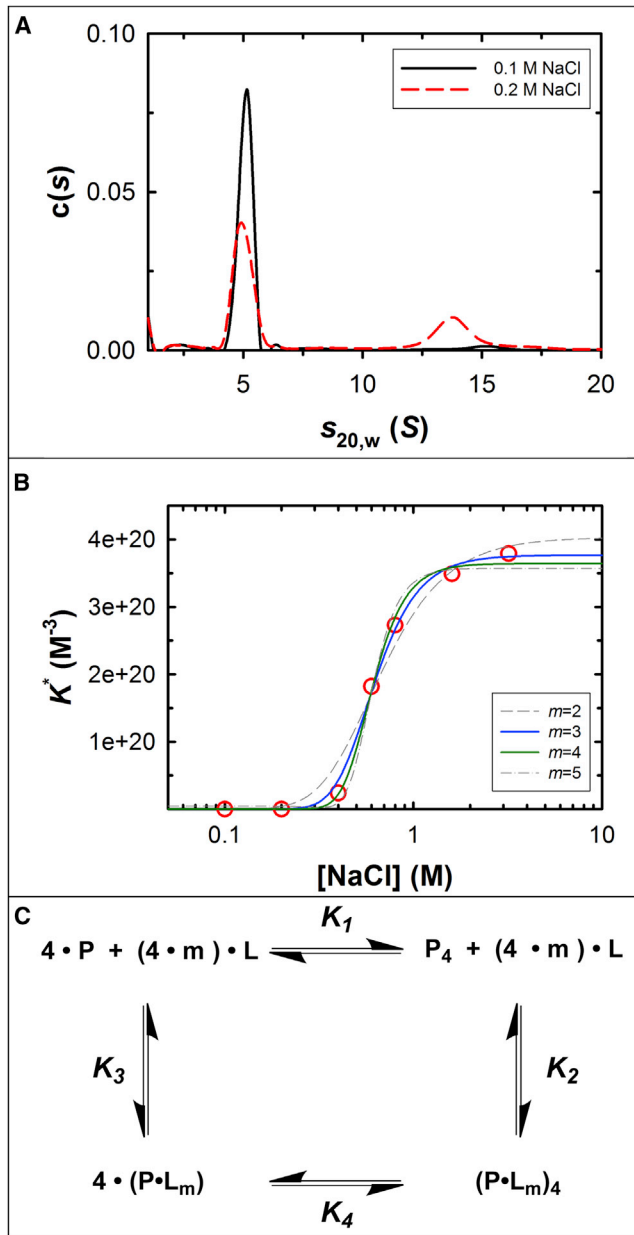 A
0.10
0.1 M NaCl
0.2 M NaCl
c(s)
0.05
0.00
5
10
15
20
s20,w (S)
B
4e+20
3e+20
K* (M-3)
2e+20
1e+20
m=2
m=3
m=4
m=5
0.1
1
10
[NaCl] (M)
C
K1
4 • P + (4 • m) • L
P4 + (4 • m) • L
K3
K2
4 • (P•Lm)
(P•Lm)4
K4